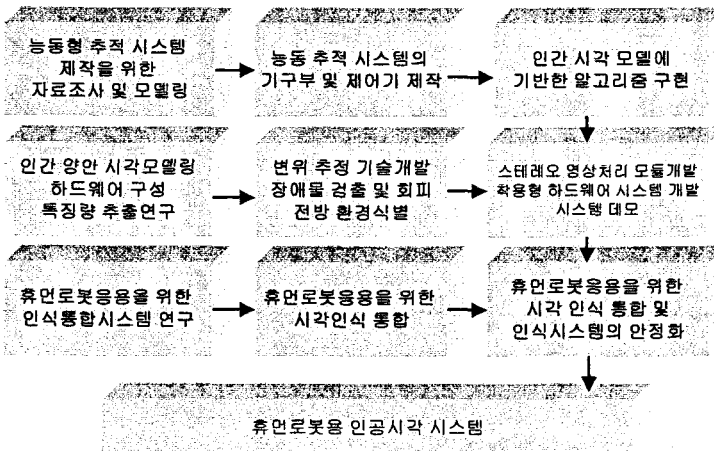 능동형 추적 시스템
제작을 위한
자료조사 및 모델링
능동 추적 시스템의
기구부 및 제어기 제작
인간 시각 모델에
기반한 알고리즘 구현
인간 양안 시각모델링
하드웨어 구성
특징량 추출연구
변위 추정 기술개발
장애물 검출 및 회피
전방 환경식별
스테레오 영상처리 모듈개발
착용형 하드웨어 시스템 개발
시스템 데모
휴먼로봇응용을 위한
인식통합시스템 연구
휴먼로봇응용을 위한
시각인식 통합
휴먼로봇응용을 위한
시각 인식 통합 및
인식시스템의 안정화
휴먼로봇용 인공시각 시스템